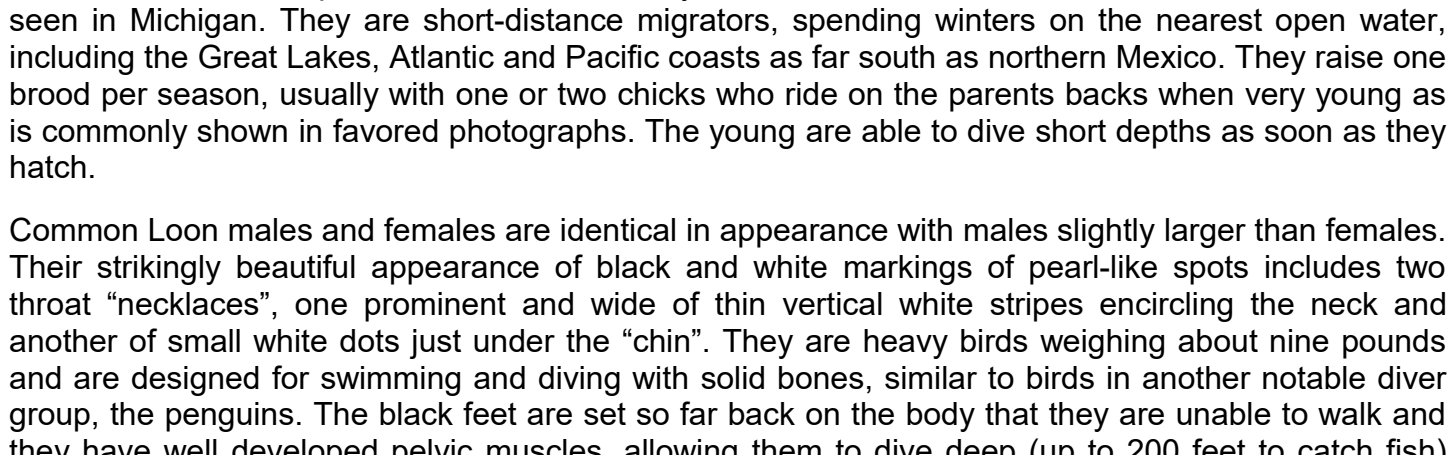 seen in Michigan. They are short-distance migrators, spending winters on the nearest open water,
including the Great Lakes, Atlantic and Pacific coasts as far south as northern Mexico. They raise one
brood per season, usually with one or two chicks who ride on the parents backs when very young as
is commonly shown in favored photographs. The young are able to dive short depths as soon as they
hatch.
Common Loon males and females are identical in appearance with males slightly larger than females.
Their strikingly beautiful appearance of black and white markings of pearl-like spots includes two
throat “necklaces”, one prominent and wide of thin vertical white stripes encircling the neck and
another of small white dots just under the “chin”. They are heavy birds weighing about nine pounds
and are designed for swimming and diving with solid bones, similar to birds in another notable diver
group, the penguins. The black feet are set so far back on the body that they are unable to walk and
they have well developed pelvic muscles, allowing them to dive deep (up to 200 feet to catch fish)